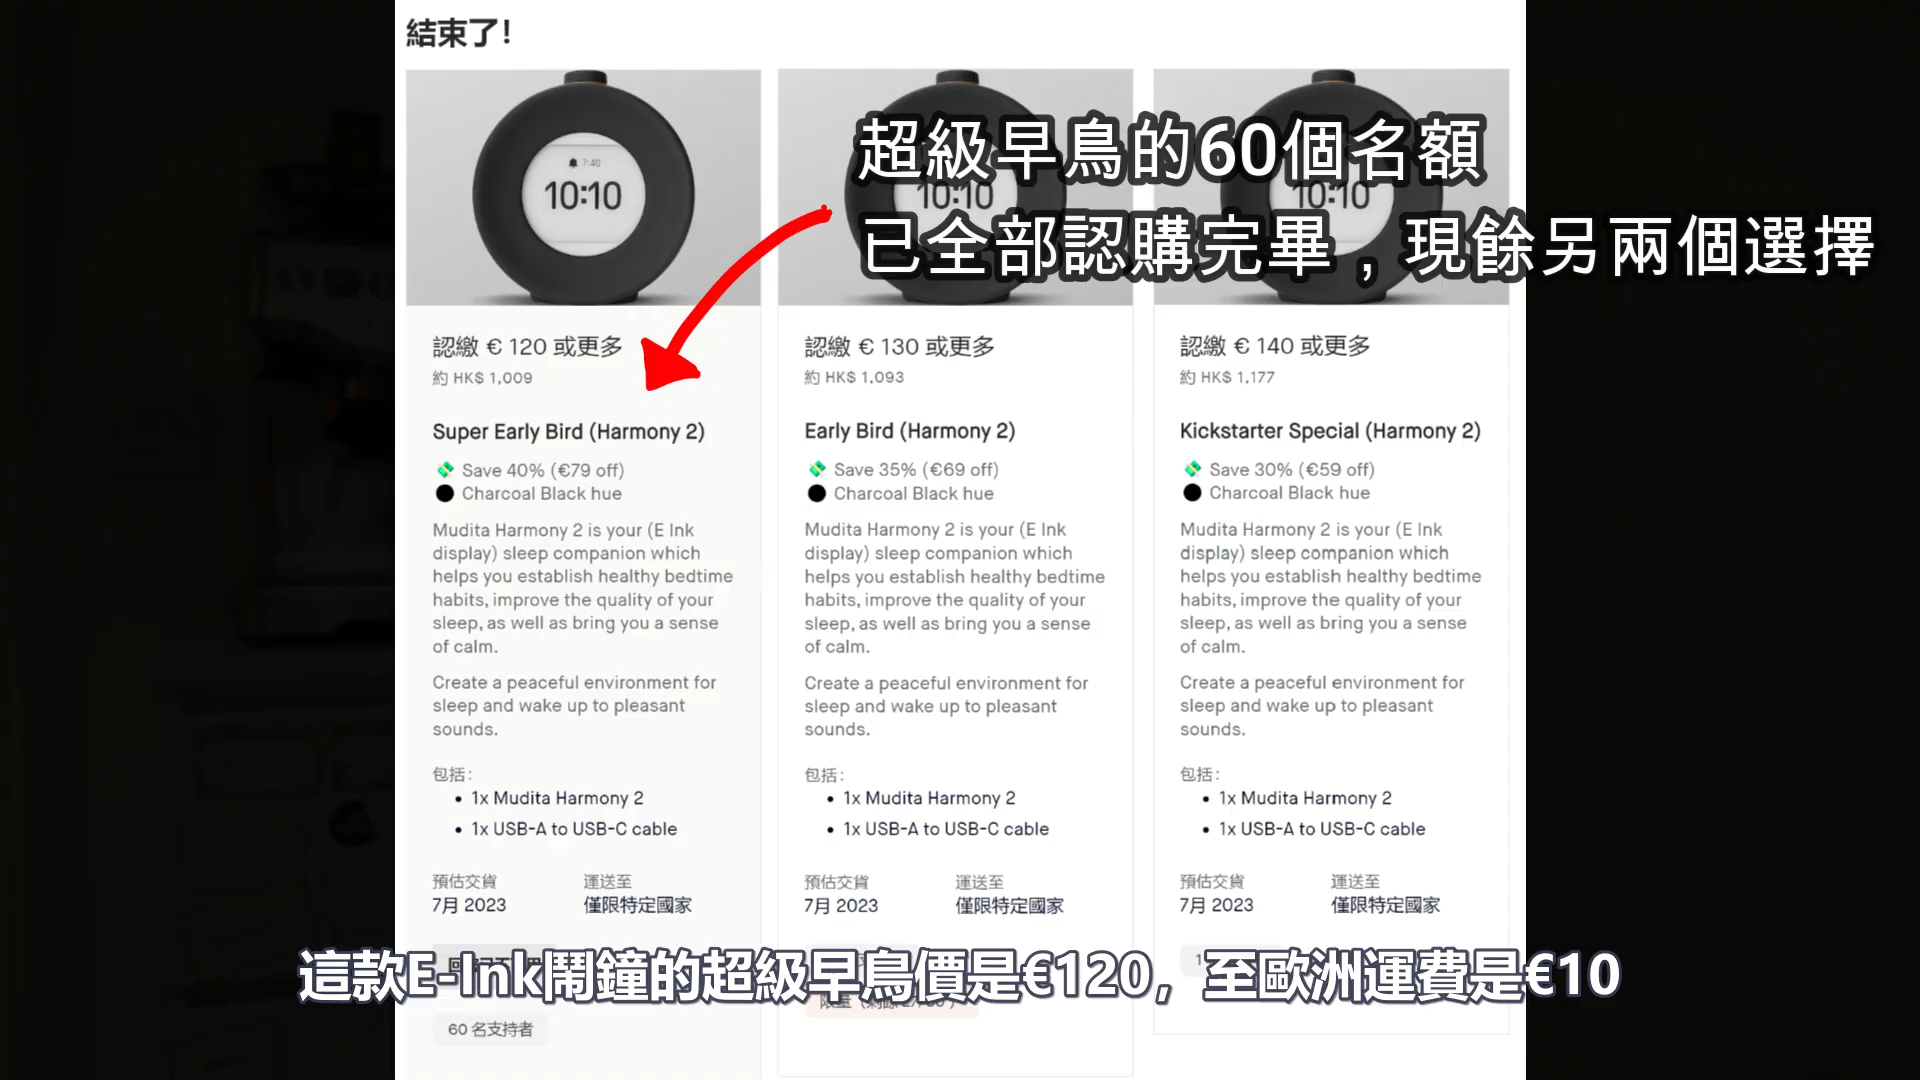 結束了!
7:40
10:10
10:10
10:10
超級早鳥的60個名額
已全部認購完畢，現餘另兩個選擇
認繳 € 120 或更多
約 HK$ 1,009
Super Early Bird (Harmony 2)
Save 40% (€79 off)
Charcoal Black hue
Mudita Harmony 2 is your (E Ink
display) sleep companion which
helps you establish healthy bedtime
habits, improve the quality of your
sleep, as well as bring you a sense
of calm.
Create a peaceful environment for
sleep and wake up to pleasant
sounds.
包括:
• 1x Mudita Harmony 2
• 1x USB-A to USB-C cable
預估交貨
7月 2023
運送至
僅限特定國家
60 名支持者
認繳 € 130 或更多
約 HK$ 1,093
Early Bird (Harmony 2)
Save 35% (€69 off)
Charcoal Black hue
Mudita Harmony 2 is your (E Ink
display) sleep companion which
helps you establish healthy bedtime
habits, improve the quality of your
sleep, as well as bring you a sense
of calm.
Create a peaceful environment for
sleep and wake up to pleasant
sounds.
包括:
• 1x Mudita Harmony 2
• 1x USB-A to USB-C cable
預估交貨
7月 2023
運送至
僅限特定國家
認繳 € 140 或更多
約 HK$ 1,177
Kickstarter Special (Harmony 2)
Save 30% (€59 off)
Charcoal Black hue
Mudita Harmony 2 is your (E Ink
display) sleep companion which
helps you establish healthy bedtime
habits, improve the quality of your
sleep, as well as bring you a sense
of calm.
Create a peaceful environment for
sleep and wake up to pleasant
sounds.
包括:
• 1x Mudita Harmony 2
• 1x USB-A to USB-C cable
預估交貨
7月 2023
運送至
僅限特定國家
這款E-Ink鬧鐘的超級早鳥價是€120，至歐洲運費是€10